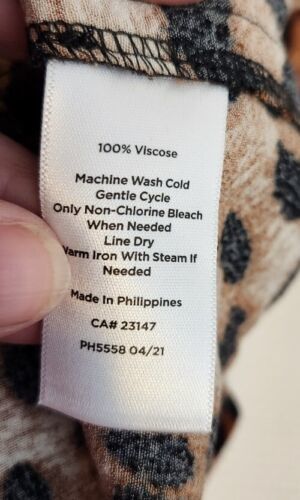 100% Viscose
Machine Wash Cold
Gentle Cycle
Only Non-Chlorine Bleach
When Needed
Line Dry
Warm Iron With Steam If
Needed
Made In Philippines
CA# 23147
PH5558 04/21